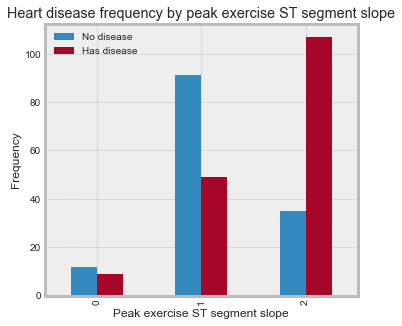 Heart disease frequency by peak exercise ST segment slope
No disease
Has disease
100
80
60
40
20
0
Frequency
0
1
2
Peak exercise ST segment slope